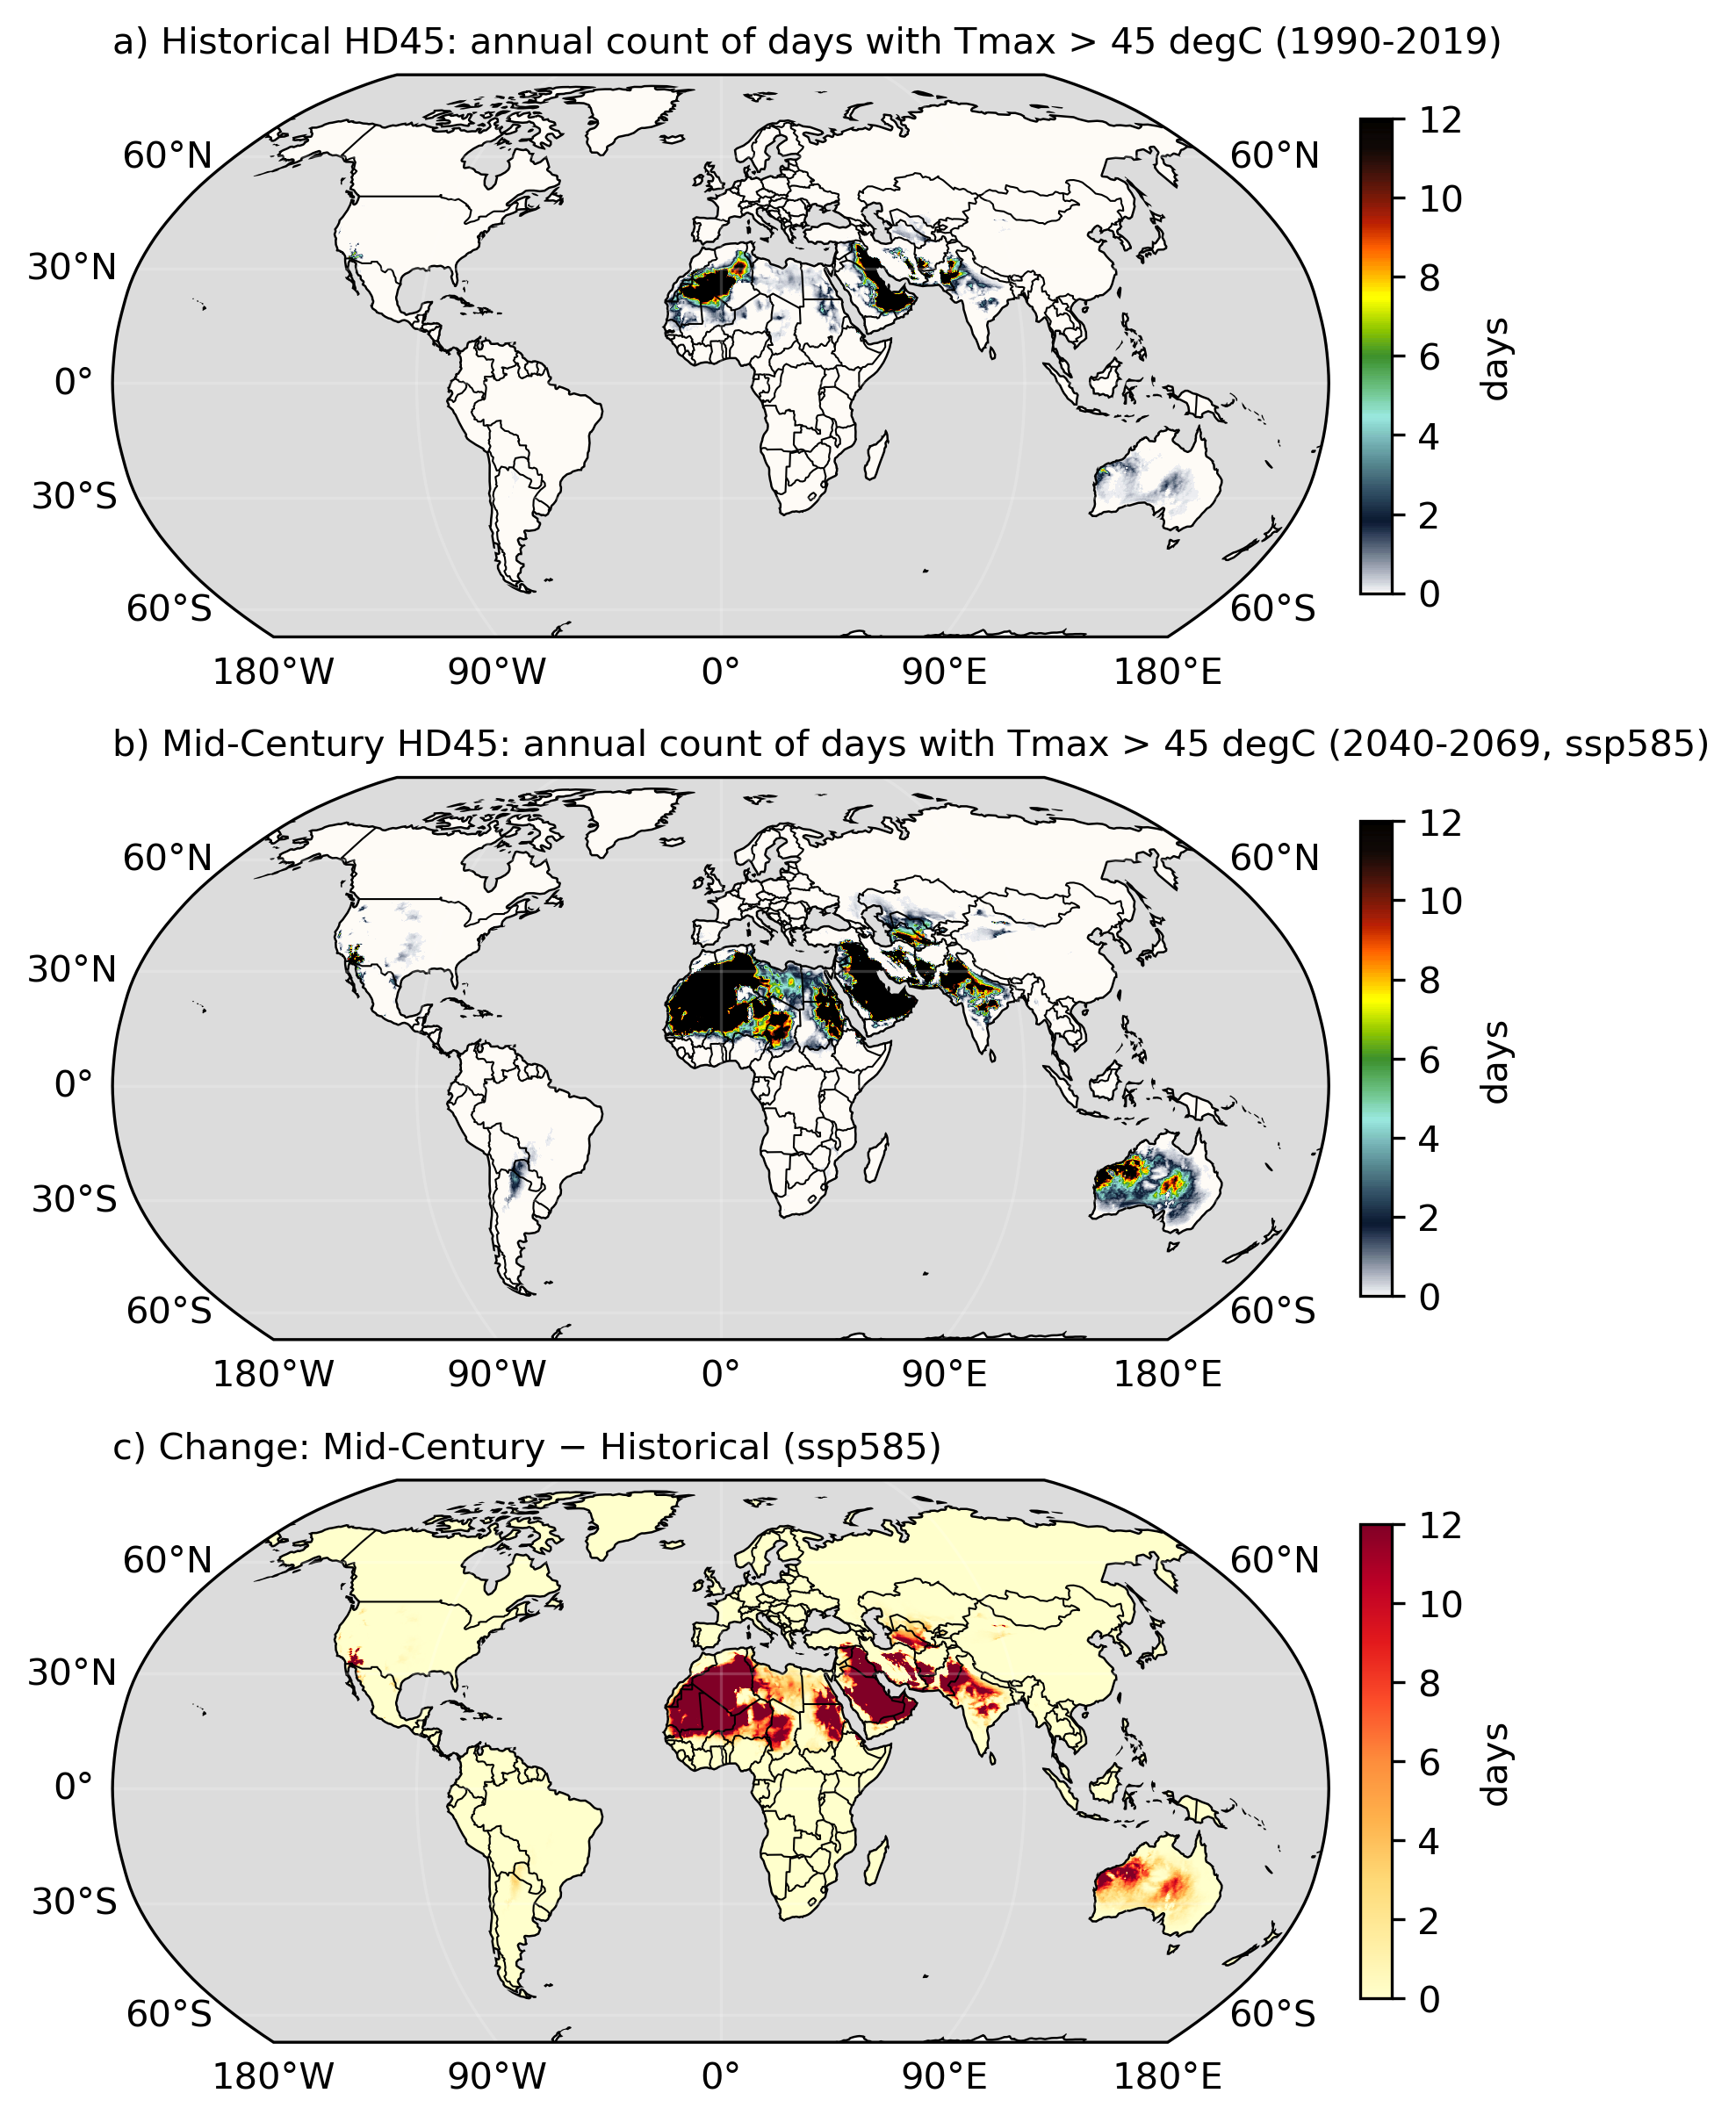 a) Historical HD45: annual count of days with Tmax > 45 degC (1990-2019)
12
60°N 60°N
10
30°N
8
6
0°
days
4
30°S
2
0
60°S 60°S
180°W 90°W 0° 90°E 180°E
b) Mid-Century HD45: annual count of days with Tmax > 45 degC (2040-2069, ssp585)
12
60°N 60°N
10
30°N
8
6
0°
days
4
30°S
2
0
60°S 60°S
180°W 90°W 0° 90°E 180°E
c) Change: Mid-Century − Historical (ssp585)
12
60°N 60°N
10
30°N
8
6
0°
days
4
30°S
2
0
60°S 60°S
180°W 90°W 0° 90°E 180°E